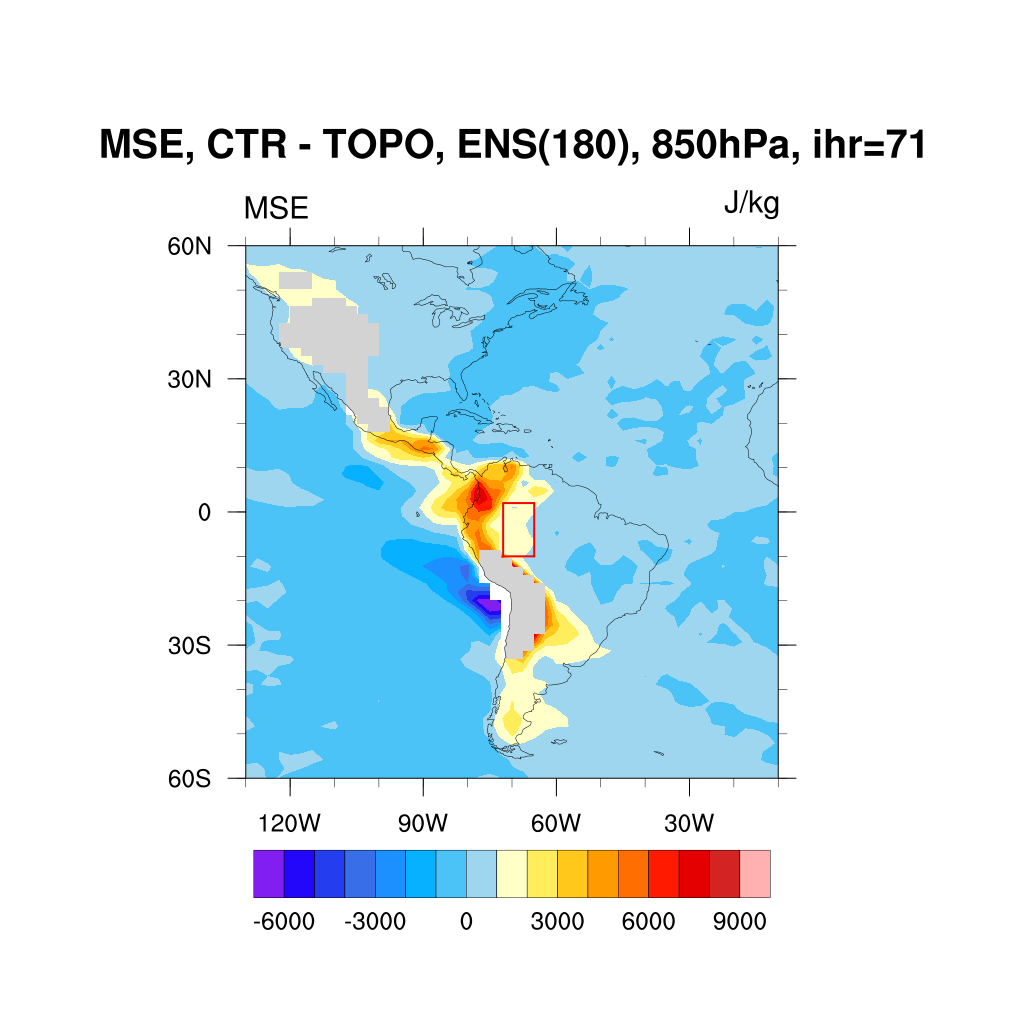 MSE, CTR - TOPO, ENS(180), 850hPa, ihr=71
MSE J/kg
60N
30N
0
30S
60S
120W 90W 60W 30W
-6000 -3000 0 3000 6000 9000